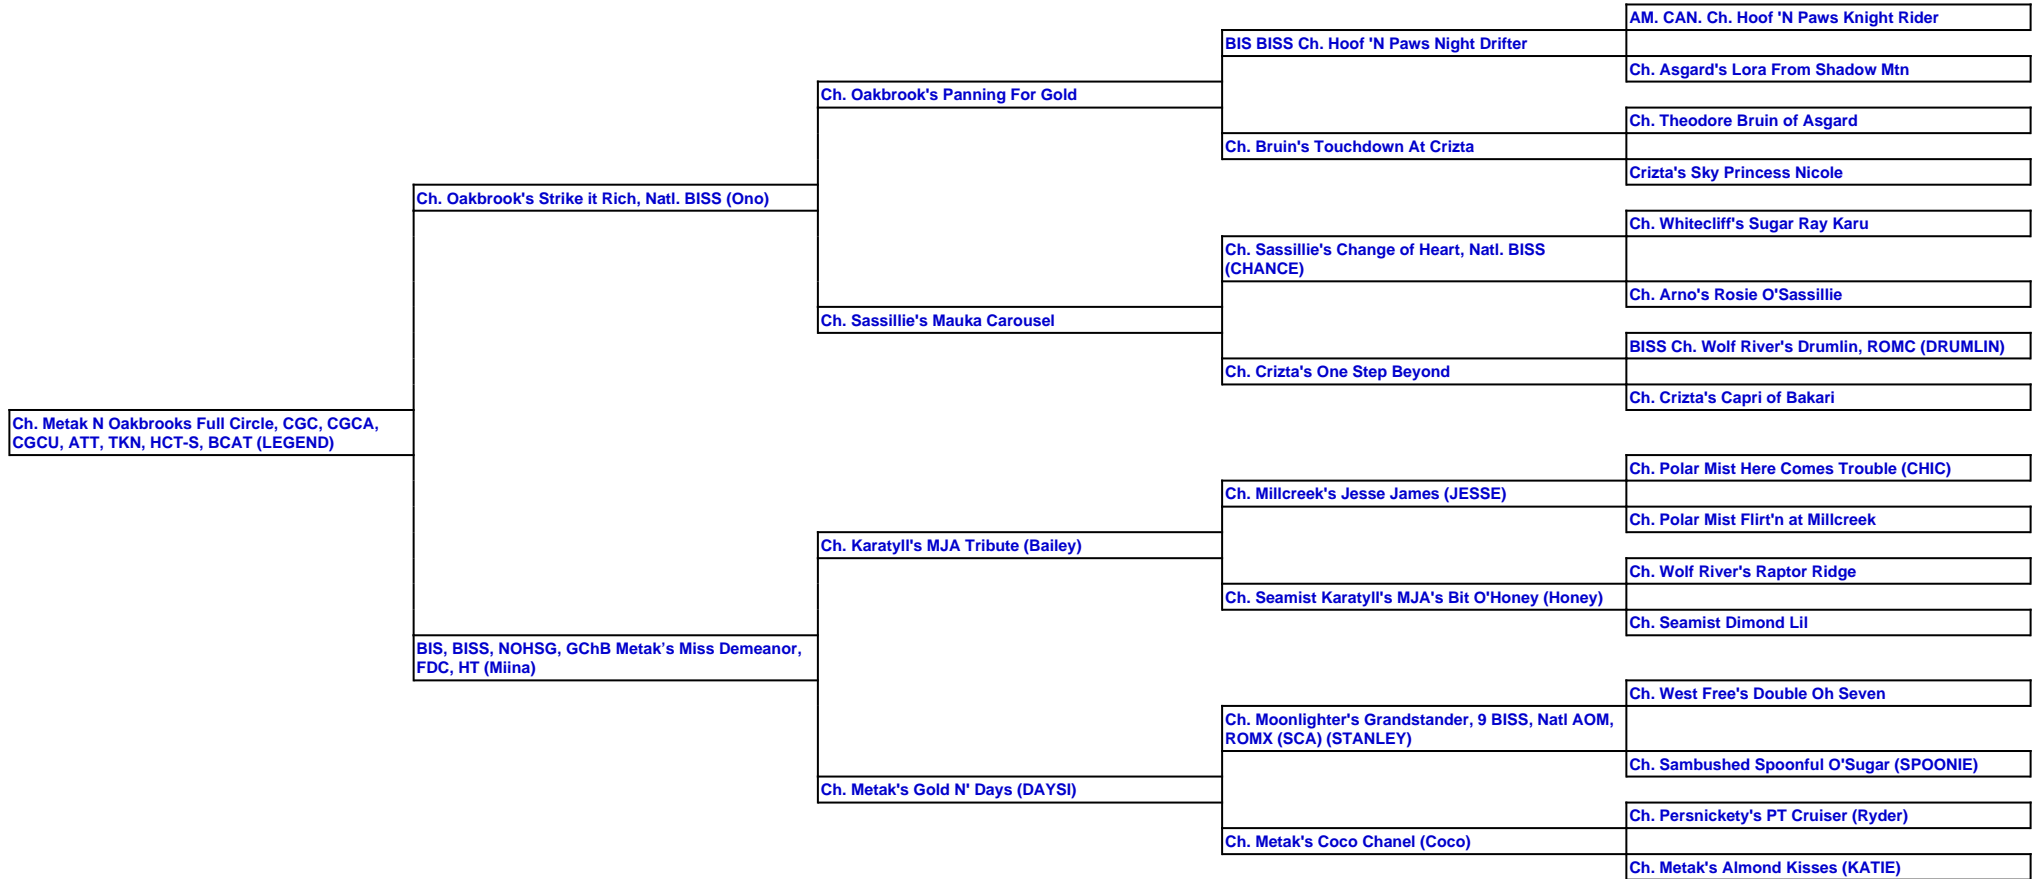 AM. CAN. Ch. Hoof 'N Paws Knight Rider
BIS BISS Ch. Hoof 'N Paws Night Drifter
Ch. Asgard's Lora From Shadow Mtn
Ch. Oakbrook's Panning For Gold
Ch. Theodore Bruin of Asgard
Ch. Bruin's Touchdown At Crizta
Crizta's Sky Princess Nicole
Ch. Oakbrook's Strike it Rich, Natl. BISS (Ono)
Ch. Whitecliff's Sugar Ray Karu
Ch. Sassillie's Change of Heart, Natl. BISS
(CHANCE)
Ch. Arno's Rosie O'Sassillie
Ch. Sassillie's Mauka Carousel
BISS Ch. Wolf River's Drumlin, ROMC (DRUMLIN)
Ch. Crizta's One Step Beyond
Ch. Crizta's Capri of Bakari
Ch. Metak N Oakbrooks Full Circle, CGC, CGCA,
CGCU, ATT, TKN, HCT-S, BCAT (LEGEND)
Ch. Polar Mist Here Comes Trouble (CHIC)
Ch. Millcreek's Jesse James (JESSE)
Ch. Polar Mist Flirt'n at Millcreek
Ch. Karatyll's MJA Tribute (Bailey)
Ch. Wolf River's Raptor Ridge
Ch. Seamist Karatyll's MJA's Bit O'Honey (Honey)
Ch. Seamist Dimond Lil
BIS, BISS, NOHSG, GChB Metak’s Miss Demeanor,
FDC, HT (Miina)
Ch. West Free's Double Oh Seven
Ch. Moonlighter's Grandstander, 9 BISS, Natl AOM,
ROMX (SCA) (STANLEY)
Ch. Sambushed Spoonful O'Sugar (SPOONIE)
Ch. Metak's Gold N' Days (DAYSI)
Ch. Persnickety's PT Cruiser (Ryder)
Ch. Metak's Coco Chanel (Coco)
Ch. Metak's Almond Kisses (KATIE)